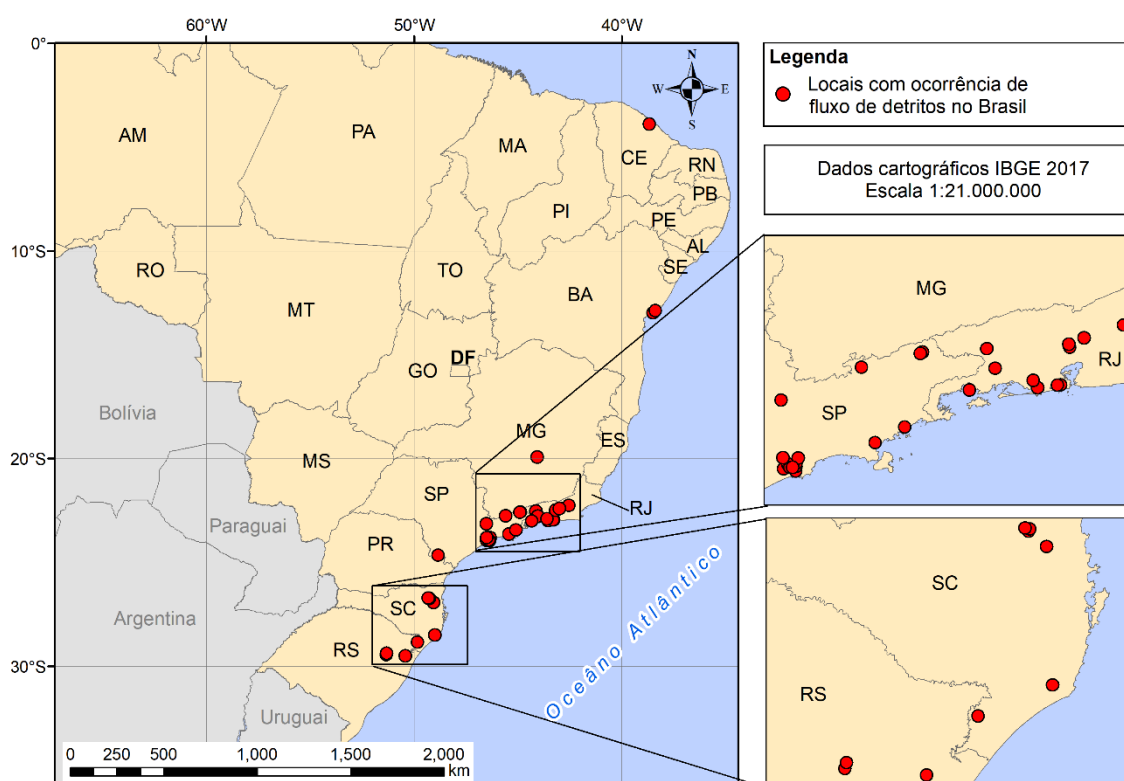 60°W
50°W
40°W
0°
10°S
20°S
30°S
N
W
E
S
AM
PA
MA
CE
RN
PB
PI
PE
AL
SE
RO
TO
BA
MT
GO
DF
Bolívia
MG
ES
MS
SP
RJ
Paraguai
PR
SC
Argentina
RS
Uruguai
Oceâno Atlântico
0 250 500 1,000 1,500 2,000
km
Legenda
Locais com ocorrência de
fluxo de detritos no Brasil
Dados cartográficos IBGE 2017
Escala 1:21.000.000
MG
RJ
SP
SC
RS